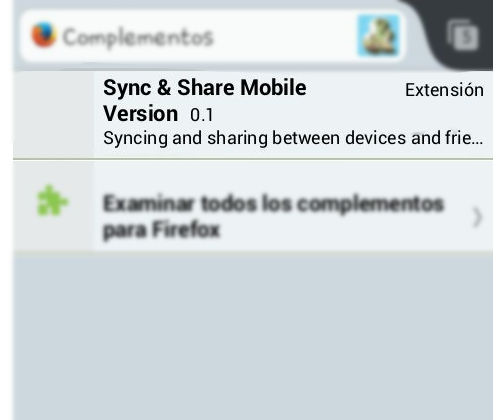 Complementos
5
Sync & Share Mobile
Extensión
Version 0.1
Syncing and sharing between devices and frie...
Examinar todos los complementos
para Firefox